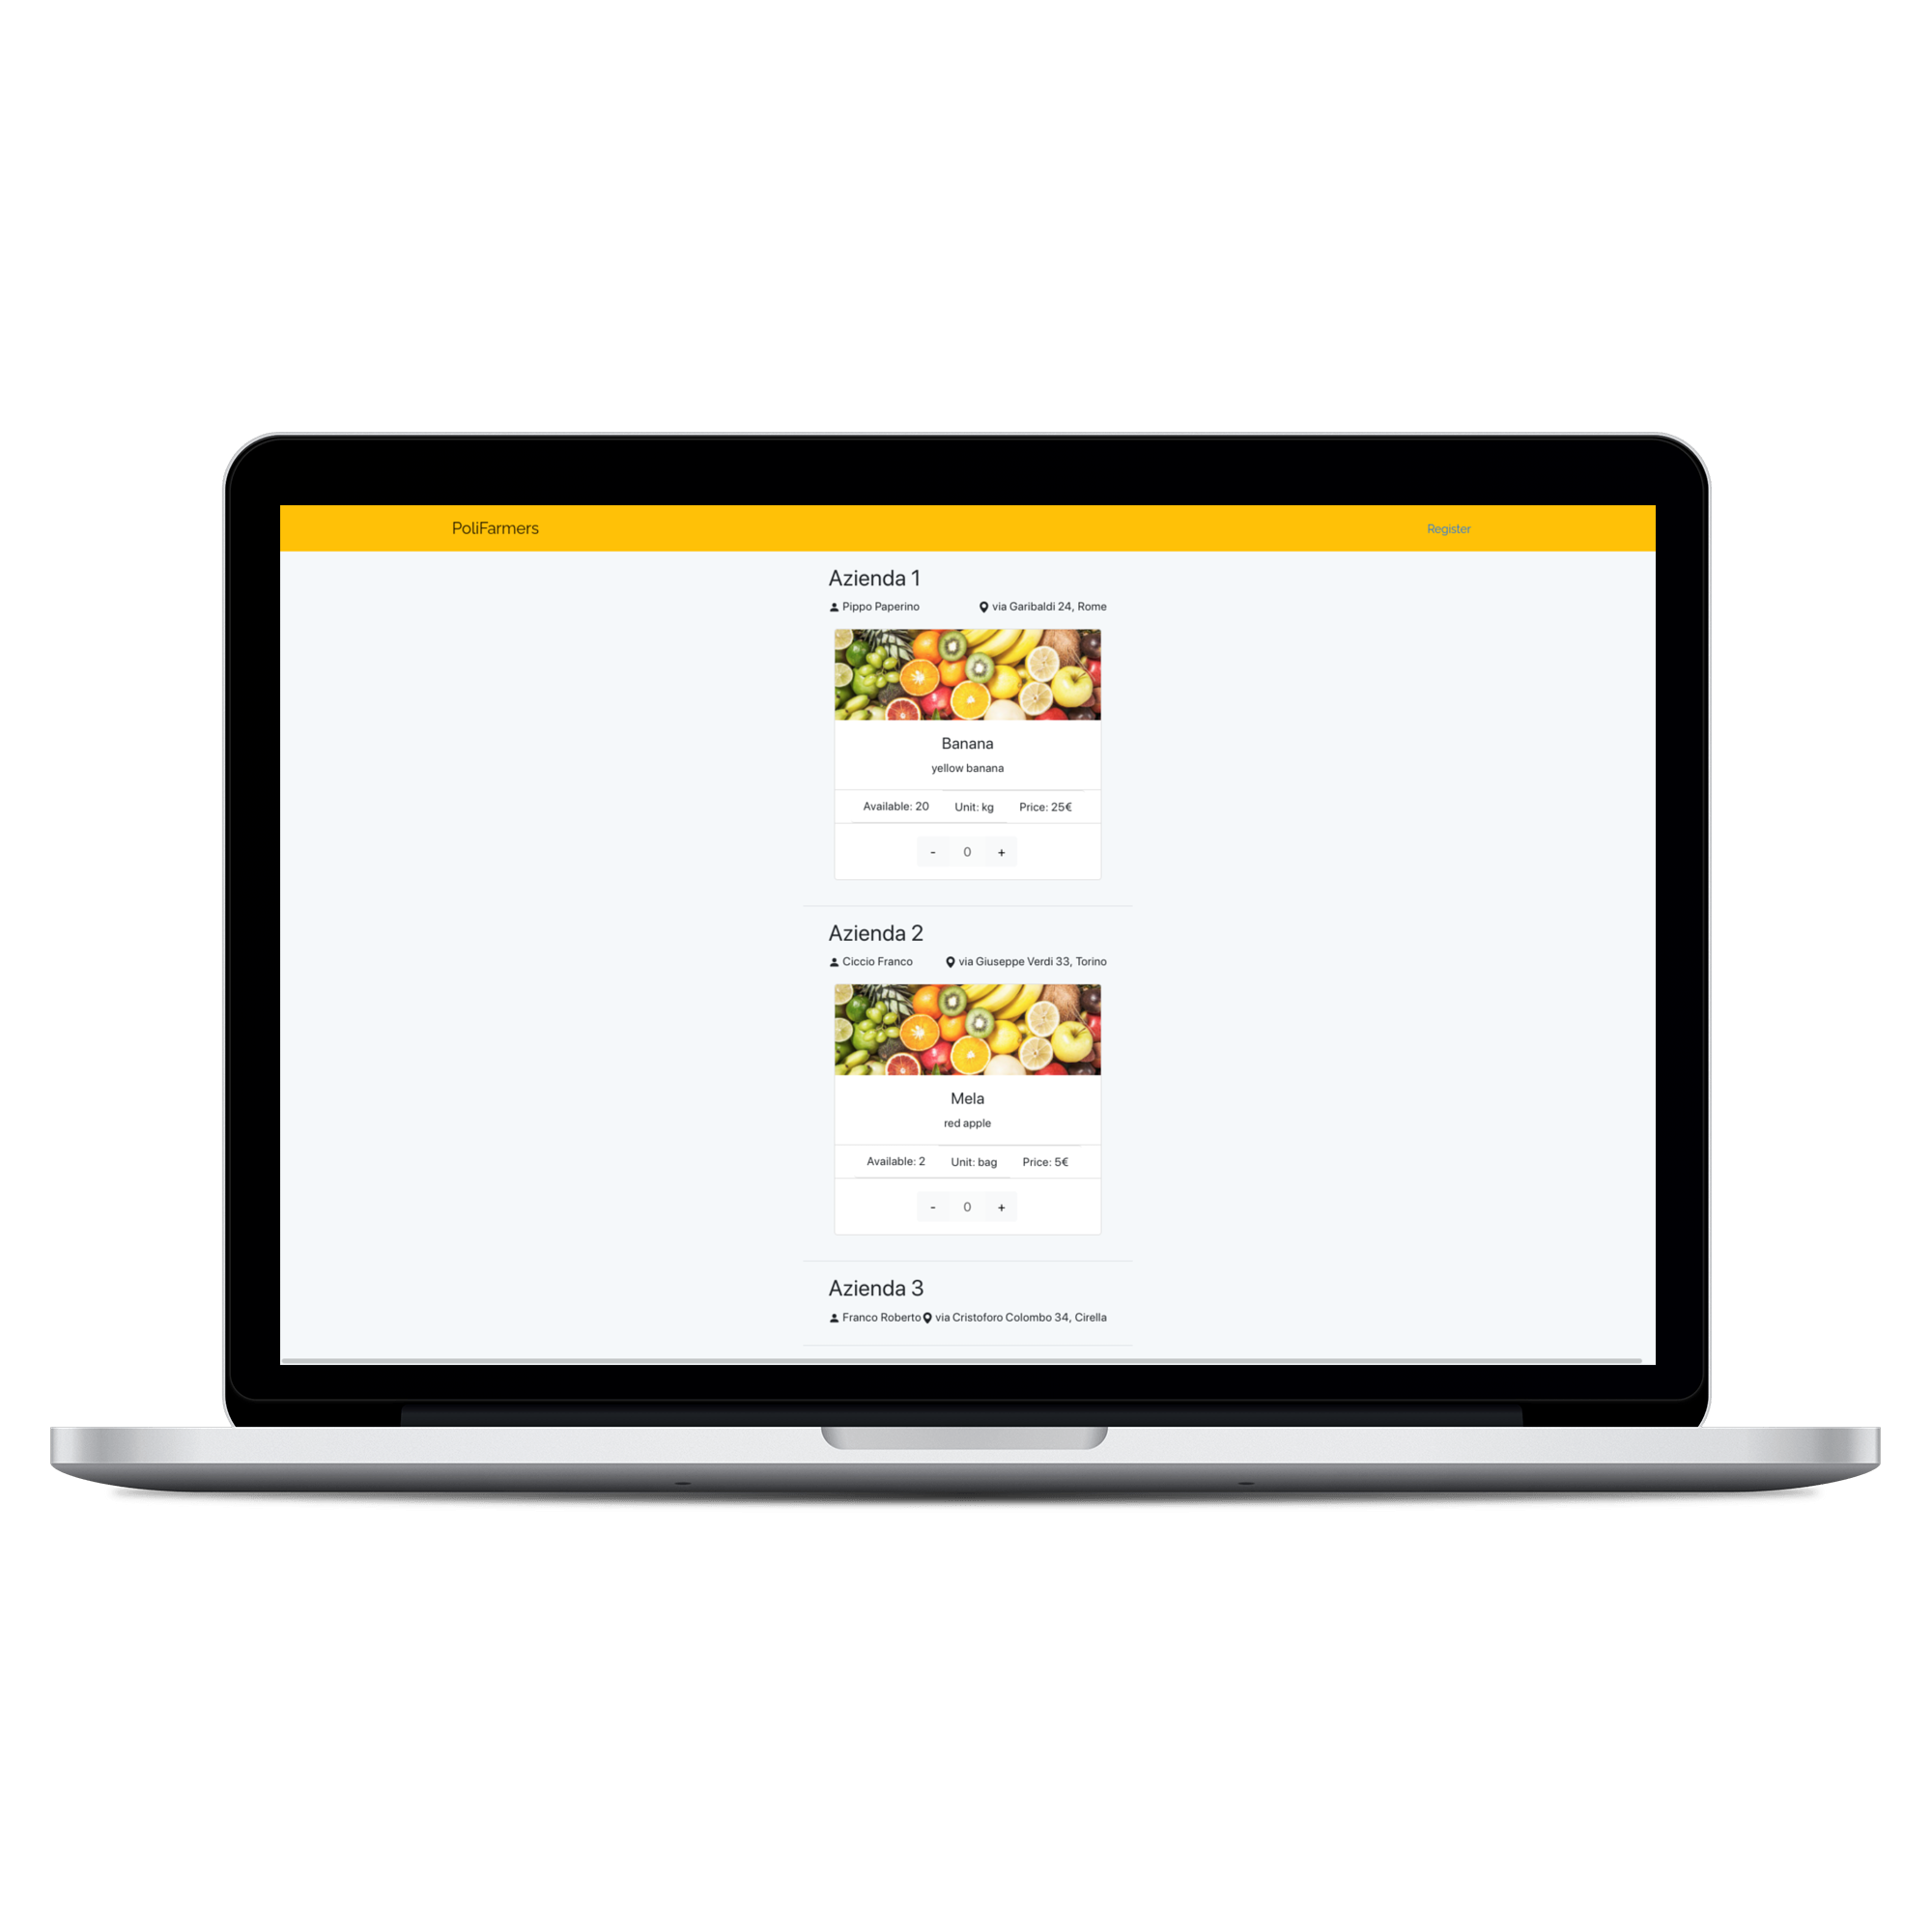 PoliFarmers Register
Azienda 1
Pippo Paperino via Garibaldi 24, Rome
Banana
yellow banana
Available: 20 Unit: kg Price: 25€
- 0 +
Azienda 2
Ciccio Franco via Giuseppe Verdi 33, Torino
Mela
red apple
Available: 2 Unit: bag Price: 5€
- 0 +
Azienda 3
Franco Roberto via Cristoforo Colombo 34, Cirella